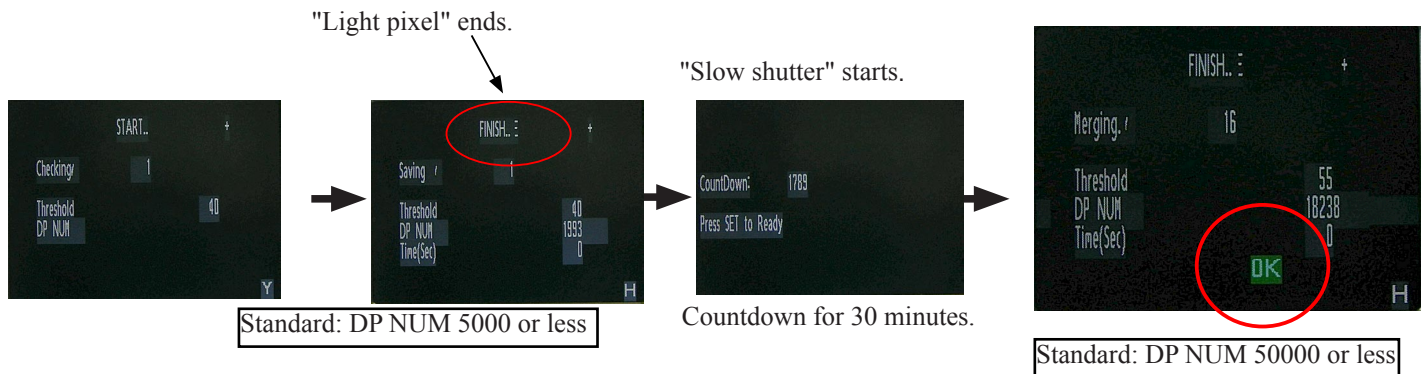 "Light pixel" ends.
"Slow shutter" starts.
START..
+
Checking/
1
Threshold
40
DP NUM
Y
FINISH..
+
Saving /
1
Threshold
40
DP NUM
1993
Time(Sec)
0
H
Standard: DP NUM 5000 or less
CountDown:
1789
Press SET to Ready
Countdown for 30 minutes.
FINISH..
+
Merging. /
16
Threshold
55
DP NUM
18238
Time(Sec)
0
OK
H
Standard: DP NUM 50000 or less